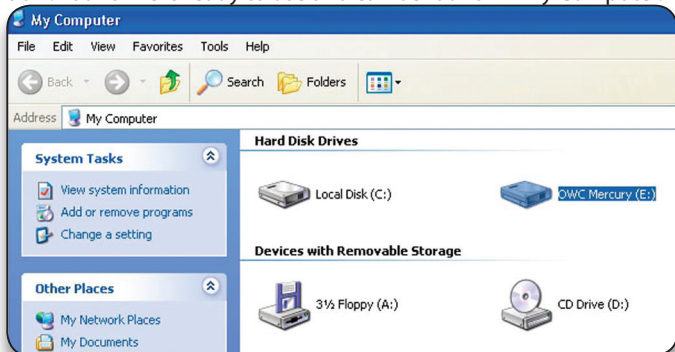 My Computer
File Edit View Favorites Tools Help
Back Search Folders
Address My Computer
System Tasks
View system information
Add or remove programs
Change a setting
Other Places
My Network Places
My Documents
Hard Disk Drives
Local Disk (C:) OWC Mercury (E:)
Devices with Removable Storage
3½ Floppy (A:) CD Drive (D:)